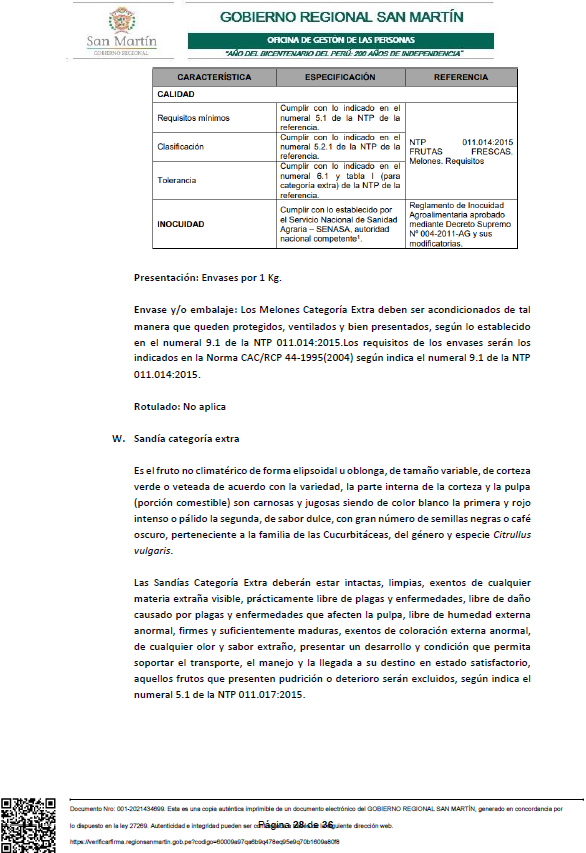 San Martín
GOBIERNO REGIONAL
GOBIERNO REGIONAL SAN MARTÍN
OFICINA DE GESTÓN DE LAS PERSONAS
"AÑO DEL BICENTENARIO DEL PERÚ: 200 AÑOS DE INDEPENDENCIA"
CARACTERÍSTICA ESPECIFICACIÓN REFERENCIA
CALIDAD
Requisitos mínimos
Cumplir con lo indicado en el
numeral 5.1 de la NTP de la
referencia.
Clasificación
Cumplir con lo indicado en el
numeral 5.2.1 de la NTP de la
referencia.
Tolerancia
Cumplir con lo indicado en el
numeral 6.1 y tabla I (para
categoría extra) de la NTP de la
referencia.
NTP 011.014:2015
FRUTAS FRESCAS.
Melones. Requisitos
INOCUIDAD
Cumplir con lo establecido por
el Servicio Nacional de Sanidad
Agraria – SENASA, autoridad
nacional competente¹.
Reglamento de Inocuidad
Agroalimentaria aprobado
mediante Decreto Supremo
N° 004-2011-AG y sus
modificatorias.
Presentación: Envases por 1 Kg.
Envase y/o embalaje: Los Melones Categoría Extra deben ser acondicionados de tal
manera que queden protegidos, ventilados y bien presentados, según lo establecido
en el numeral 9.1 de la NTP 011.014:2015.Los requisitos de los envases serán los
indicados en la Norma CAC/RCP 44-1995(2004) según indica el numeral 9.1 de la NTP
011.014:2015.
Rotulado: No aplica
W. Sandía categoría extra
Es el fruto no climatérico de forma elipsoidal u oblonga, de tamaño variable, de corteza
verde o veteada de acuerdo con la variedad, la parte interna de la corteza y la pulpa
(porción comestible) son carnosas y jugosas siendo de color blanco la primera y rojo
intenso o pálido la segunda, de sabor dulce, con gran número de semillas negras o café
oscuro, perteneciente a la familia de las Cucurbitáceas, del género y especie Citrullus
vulgaris.
Las Sandías Categoría Extra deberán estar intactas, limpias, exentos de cualquier
materia extraña visible, prácticamente libre de plagas y enfermedades, libre de daño
causado por plagas y enfermedades que afecten la pulpa, libre de humedad externa
anormal, firmes y suficientemente maduras, exentos de coloración externa anormal,
de cualquier olor y sabor extraño, presentar un desarrollo y condición que permita
soportar el transporte, el manejo y la llegada a su destino en estado satisfactorio,
aquellos frutos que presenten pudrición o deterioro serán excluidos, según indica el
numeral 5.1 de la NTP 011.017:2015.
Documento Nro: 001-2021434699. Esta es una copia auténtica imprimible de un documento electrónico del GOBIERNO REGIONAL SAN MARTÍN, generado en concordancia por
lo dispuesto en la ley 27269. Autenticidad e integridad pueden ser dirección web.
Página 28 de 36
https://verificarfirma.regionsanmartin.gob.pe?codigo=60009a97qa6b9q478eq95e9q70b1609a80f8